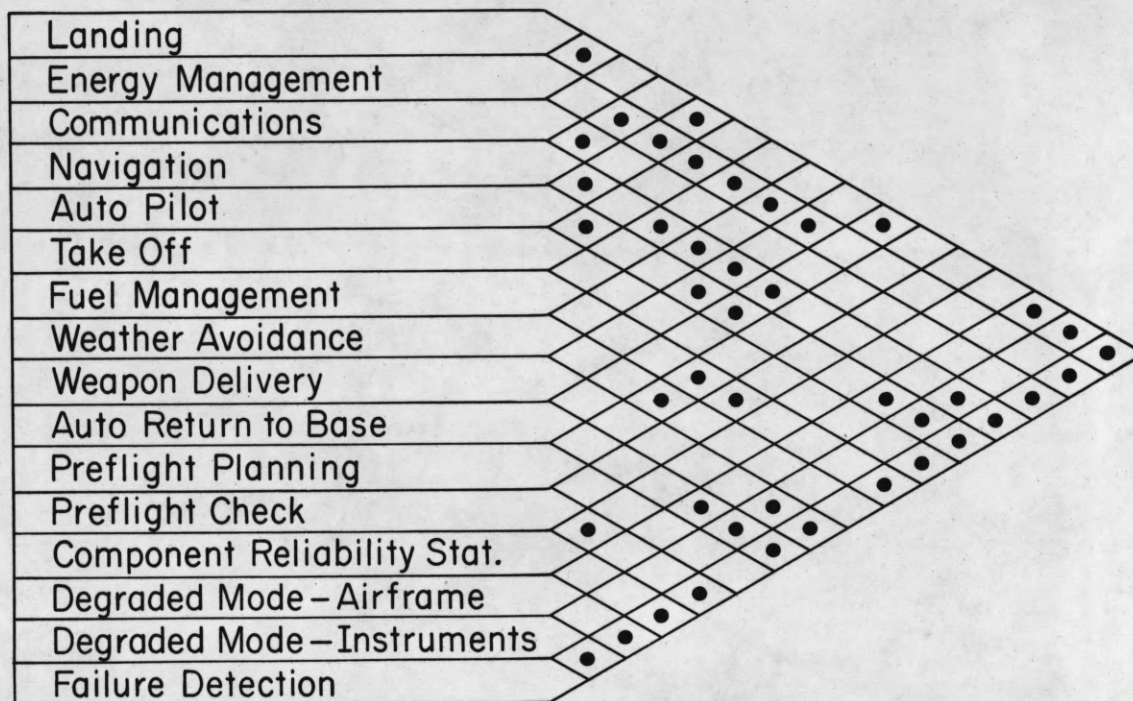 Landing
Energy Management
Communications
Navigation
Auto Pilot
Take Off
Fuel Management
Weather Avoidance
Weapon Delivery
Auto Return to Base
Preflight Planning
Preflight Check
Component Reliability Stat.
Degraded Mode–Airframe
Degraded Mode–Instruments
Failure Detection